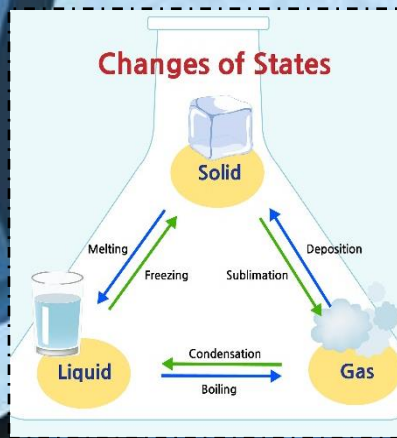 Changes of States
Solid
Melting
Freezing
Sublimation
Deposition
Condensation
Boiling
Liquid
Gas